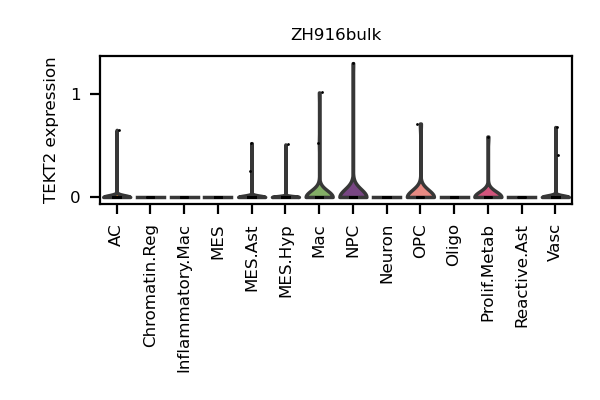 ZH916bulk
TEKT2 expression
1
0
AC
Chromatin.Reg
Inflammatory.Mac
MES
MES.Ast
MES.Hyp
Mac
NPC
Neuron
OPC
Oligo
Prolif.Metab
Reactive.Ast
Vasc